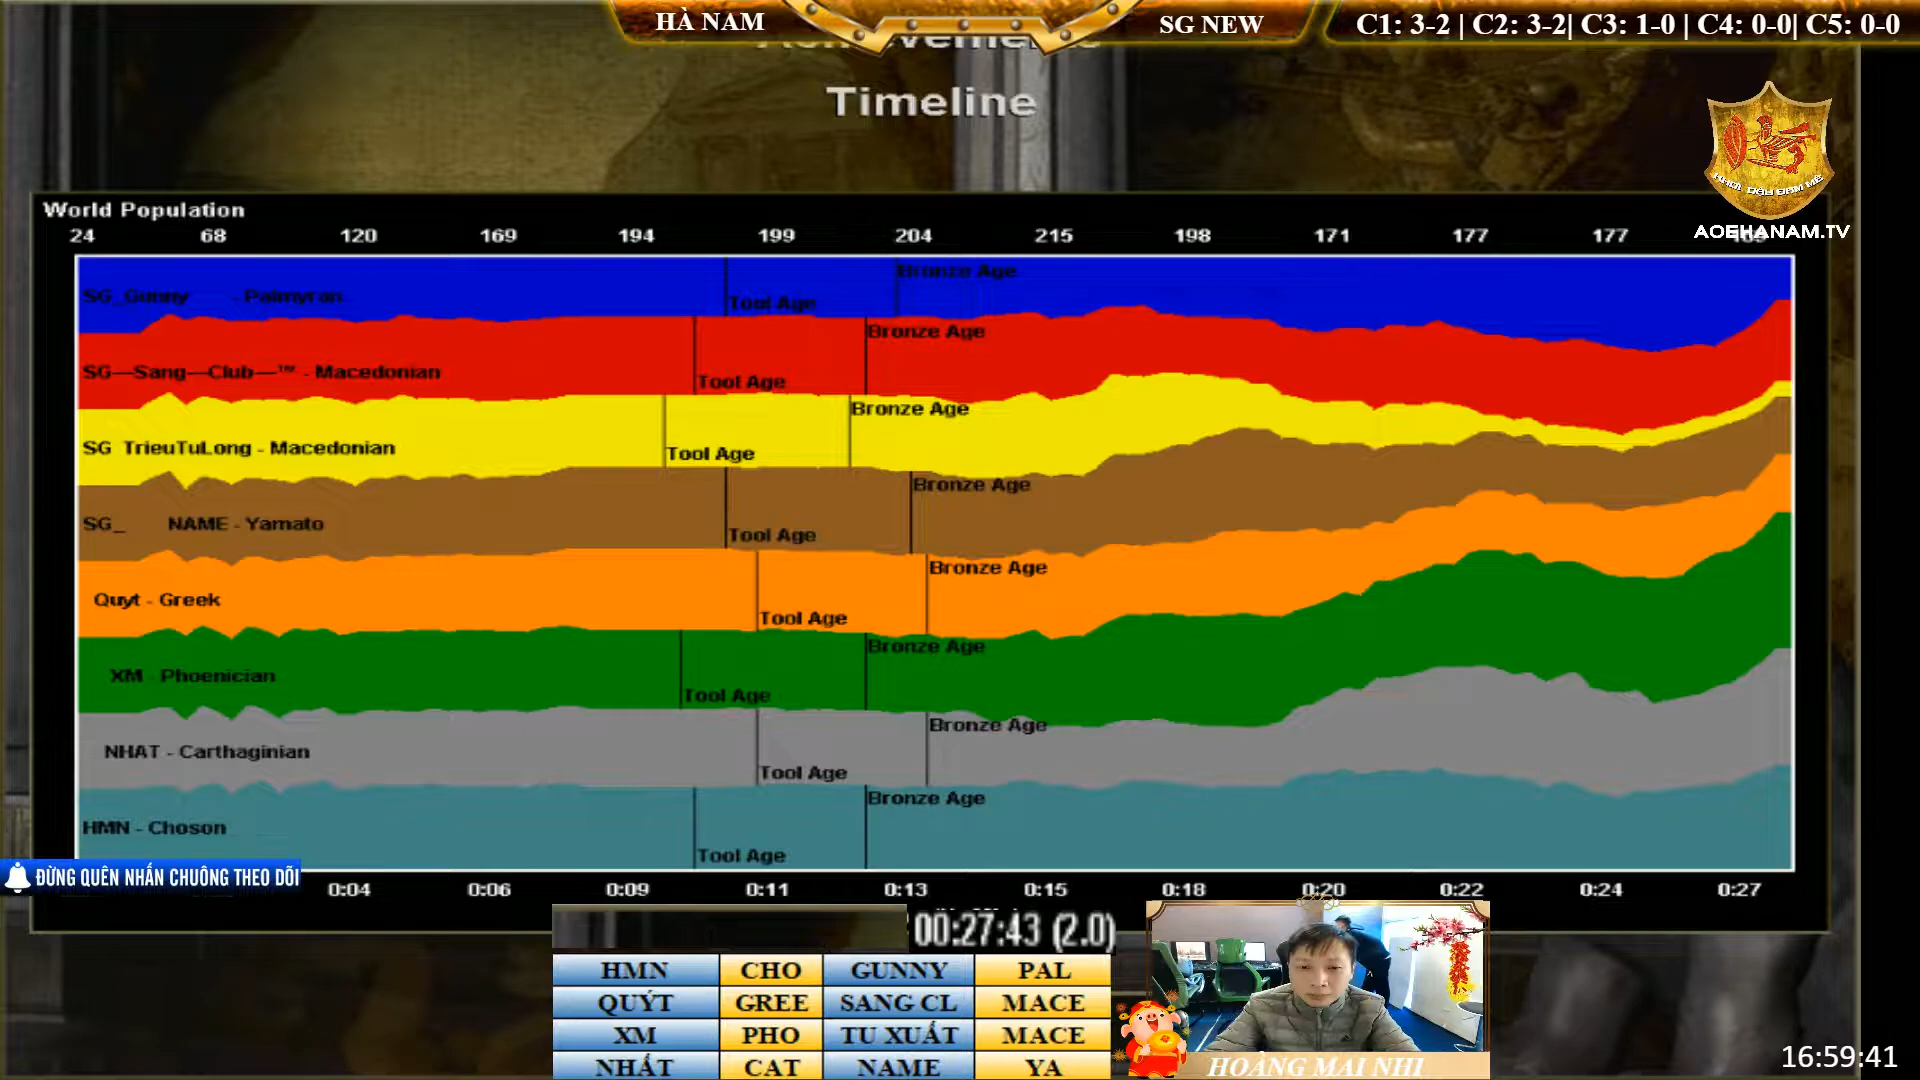 HÀ NAM
SG NEW
C1: 3-2 | C2: 3-2| C3: 1-0 | C4: 0-0| C5: 0-0
Achievements
Timeline
KHƠI DẬY ĐAM MÊ
AOEHANAM.TV
World Population
24 68 120 169 194 199 204 215 198 171 177 177
SG_Gunny - Palmyran
Tool Age
Bronze Age
SG—Sang—Club—™ - Macedonian
Tool Age
Bronze Age
SG TrieuTuLong - Macedonian
Tool Age
Bronze Age
SG_ NAME - Yamato
Tool Age
Bronze Age
Quyt - Greek
Tool Age
Bronze Age
XM - Phoenician
Tool Age
Bronze Age
NHAT - Carthaginian
Tool Age
Bronze Age
HMN - Choson
Tool Age
Bronze Age
ĐỪNG QUÊN NHẤN CHUÔNG THEO DÕI
0:04 0:06 0:09 0:11 0:13 0:15 0:18 0:20 0:22 0:24 0:27
00:27:43 (2.0)
HMN CHO GUNNY PAL
QUÝT GREE SANG CL MACE
XM PHO TU XUẤT MACE
NHẤT CAT NAME YA
HOÀNG MAI NHI
16:59:41